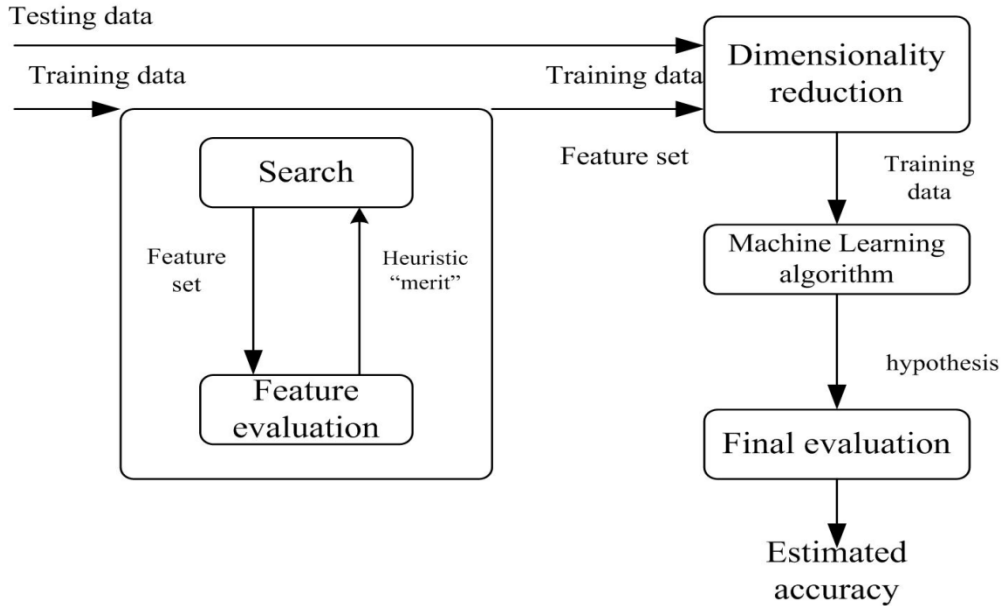 Testing data
Training data
Training data
Feature set
Dimensionality
reduction
Search
Feature
set
Heuristic
“merit”
Feature
evaluation
Training
data
Machine Learning
algorithm
hypothesis
Final evaluation
Estimated
accuracy